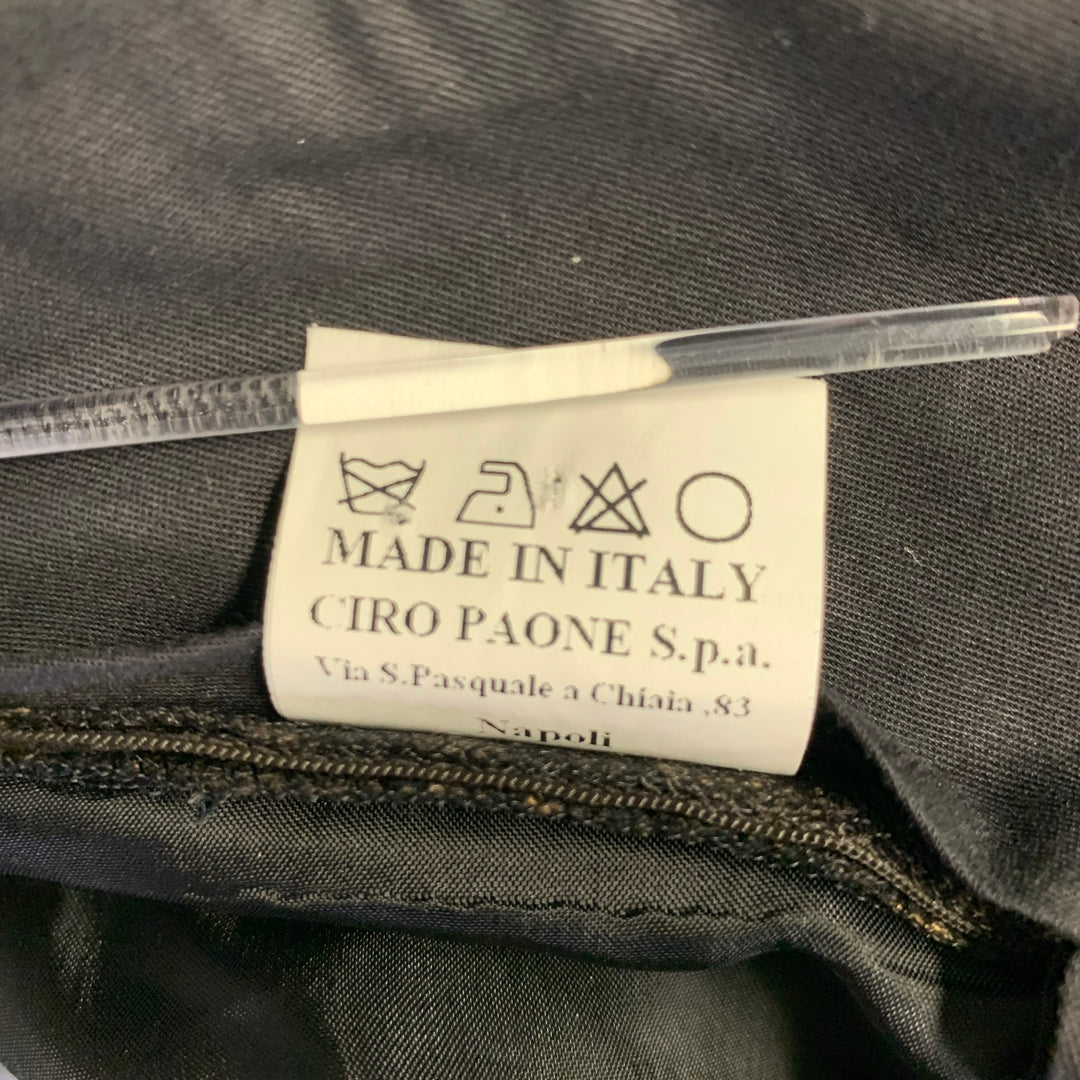 MADE IN ITALY
CIRO PAONE S.p.a.
Via S.Pasquale a Chiaia ,83
Napoli